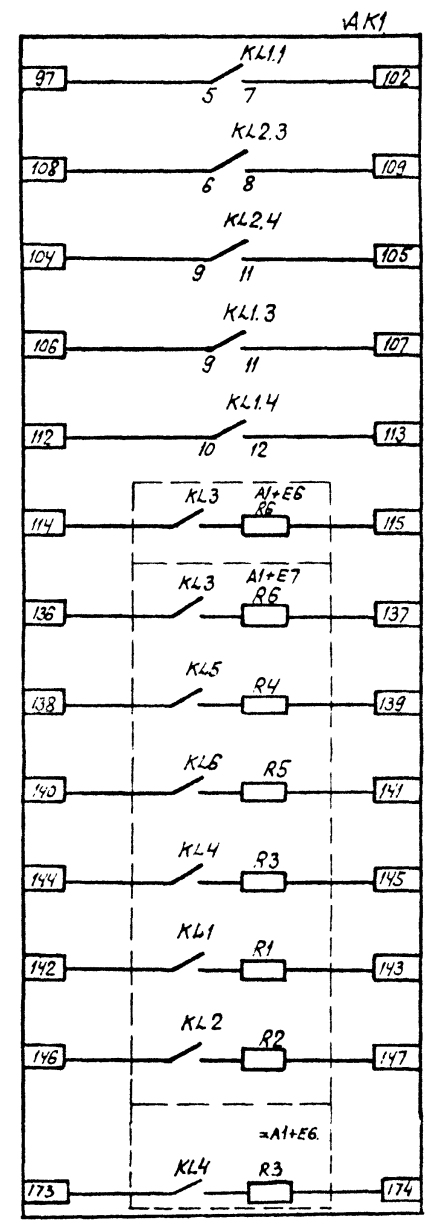 AK1
KL1.1
97 102
5 7
KL2.3
108 109
6 8
KL2.4
104 105
9 11
KL1.3
106 107
9 11
KL1.4
112 113
10 12
KL3 A1+E6
R6
114 115
A1+E7
KL3 R6
136 137
KL5 R4
138 139
KL6 R5
140 141
KL4 R3
144 145
KL1 R1
142 143
KL2 R2
146 147
=A1+E6.
KL4 R3
173 174